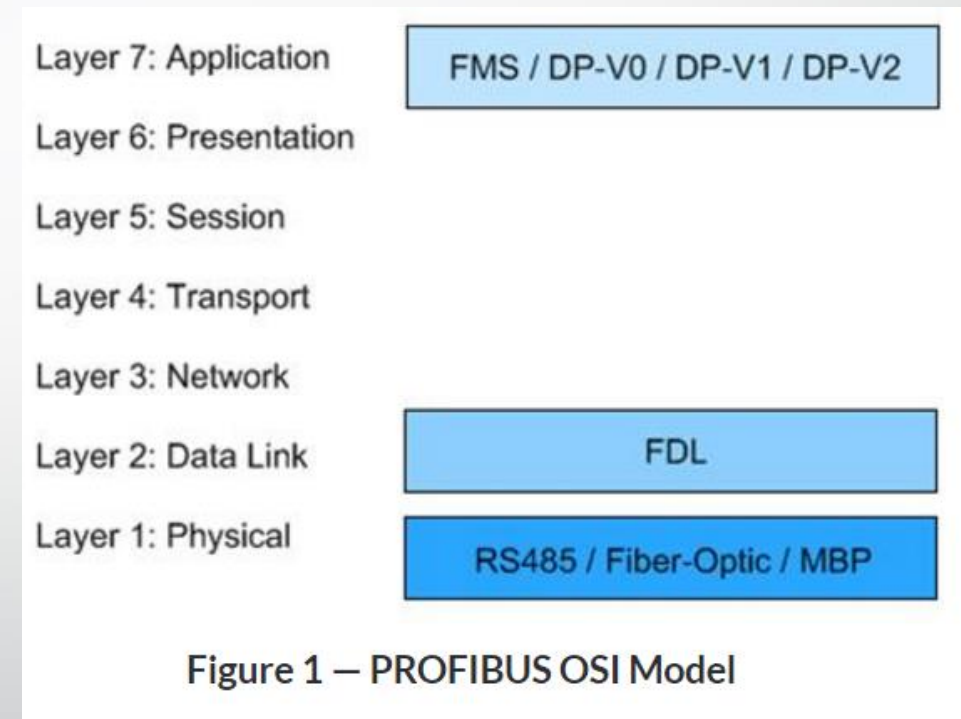 Layer 7: Application
FMS / DP-V0 / DP-V1 / DP-V2
Layer 6: Presentation
Layer 5: Session
Layer 4: Transport
Layer 3: Network
Layer 2: Data Link
FDL
Layer 1: Physical
RS485 / Fiber-Optic / MBP
Figure 1 — PROFIBUS OSI Model